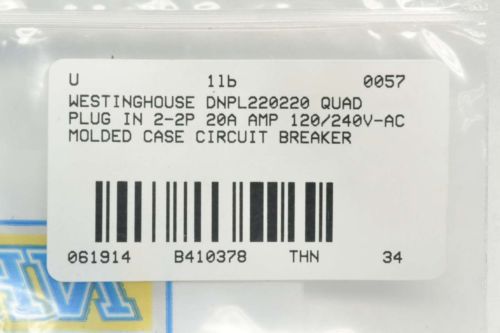 U 1lb 0057
WESTINGHOUSE DNPL220220 QUAD
PLUG IN 2-2P 20A AMP 120/240V-AC
MOLDED CASE CIRCUIT BREAKER
061914 B410378 THN 34